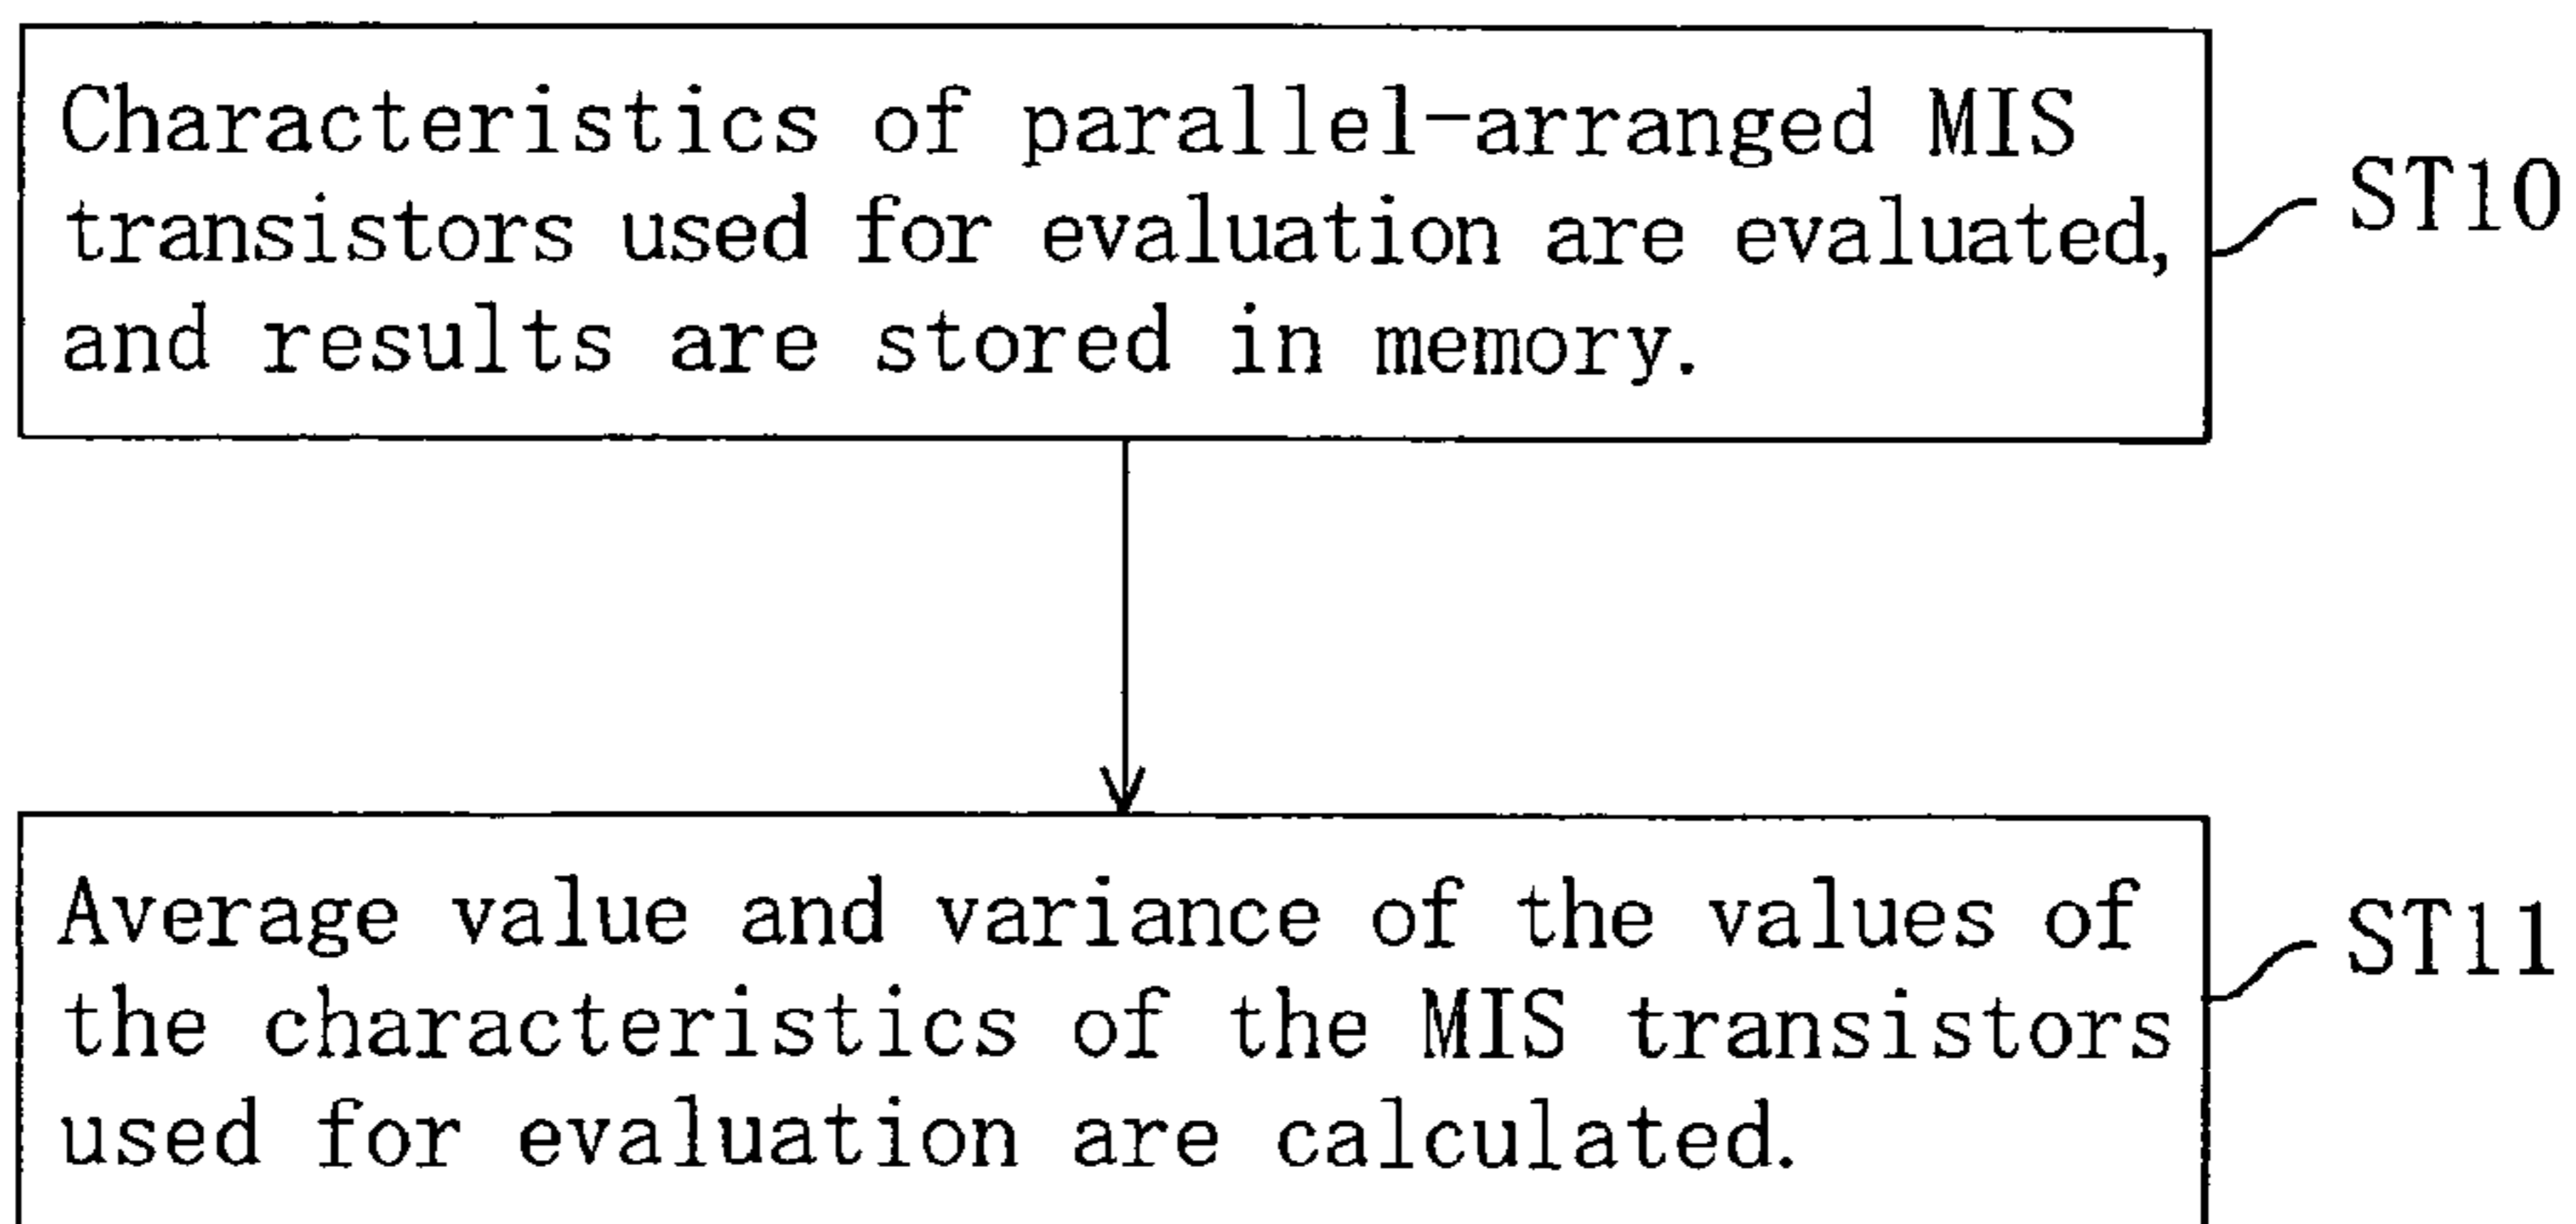 Characteristics of parallel-arranged MIS
transistors used for evaluation are evaluated,
and results are stored in memory.
ST10
Average value and variance of the values of
the characteristics of the MIS transistors
used for evaluation are calculated.
ST11